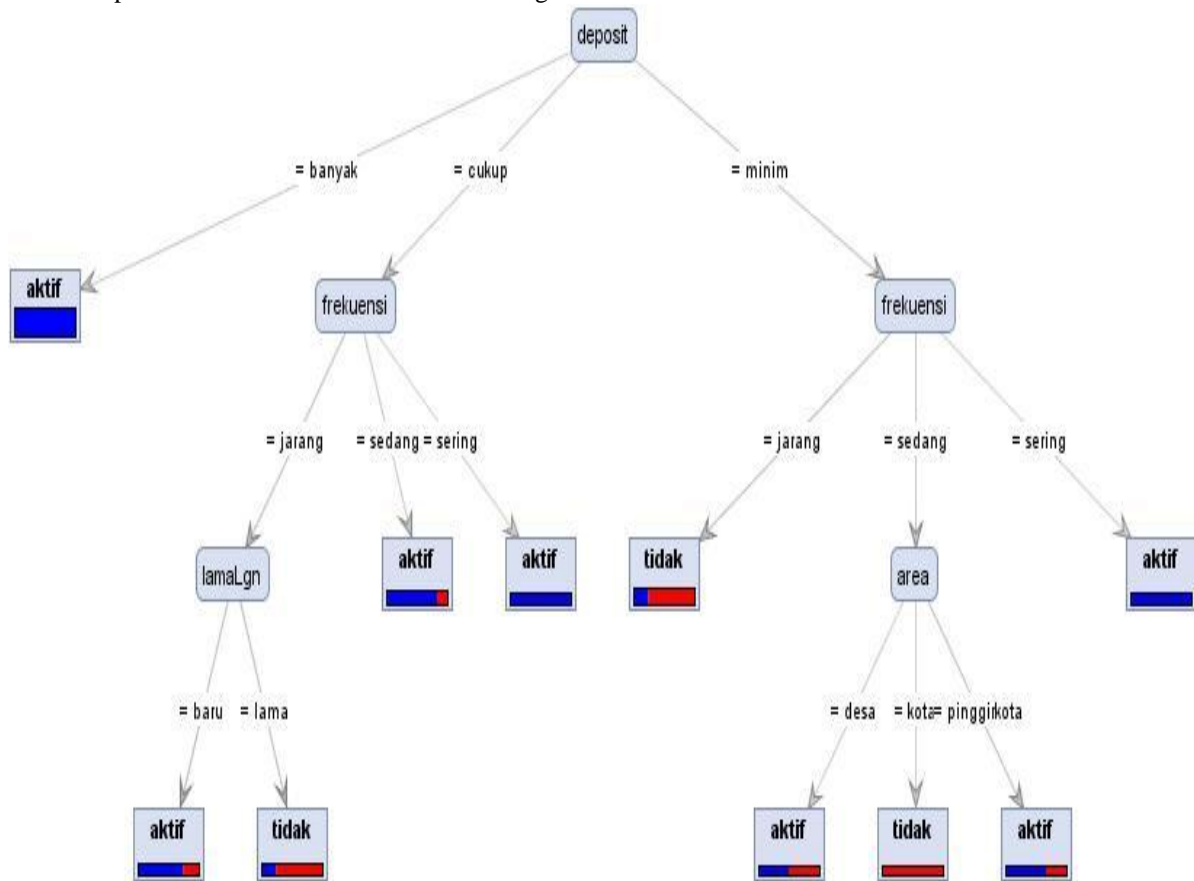 deposit
= banyak
= cukup
= minim
aktif
frekuensi
frekuensi
= jarang
= sedang
= sering
= jarang
= sedang
= sering
lamaLgn
aktif
aktif
tidak
area
aktif
= baru
= lama
= desa
= kota
= pinggirkota
aktif
tidak
aktif
tidak
aktif